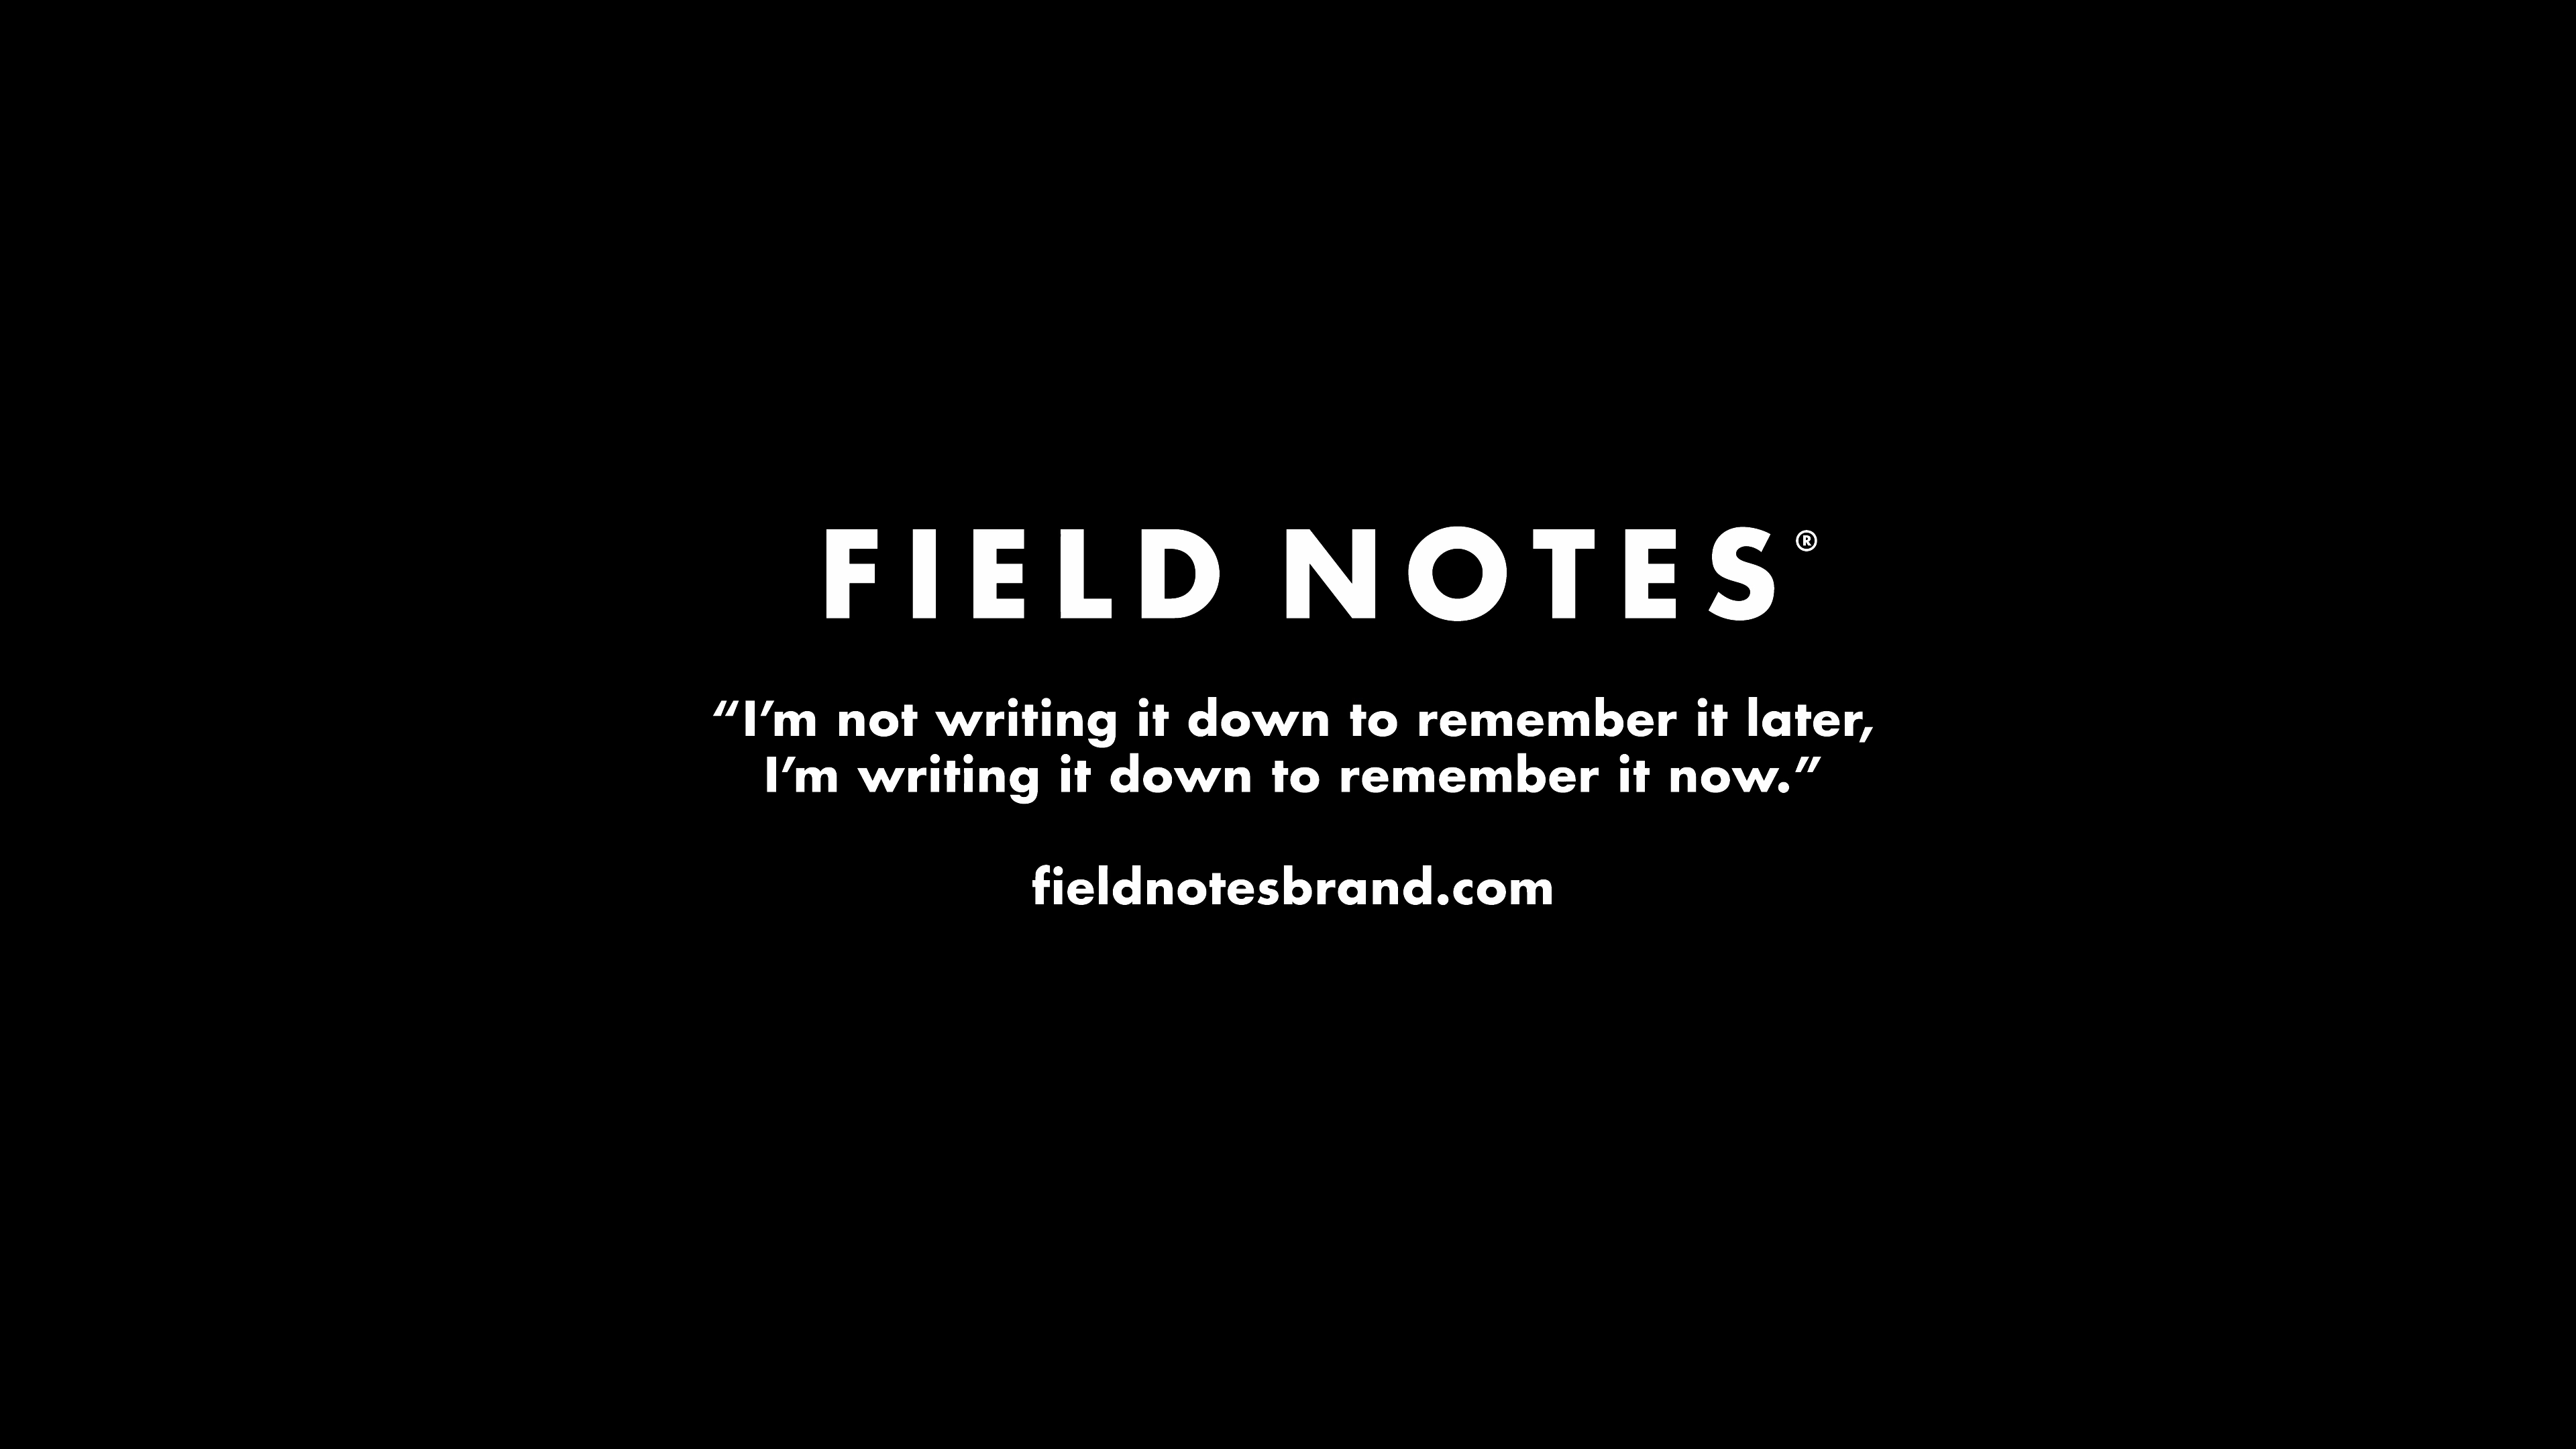 FIELD NOTES®
“I’m not writing it down to remember it later,
I’m writing it down to remember it now.”
fieldnotesbrand.com